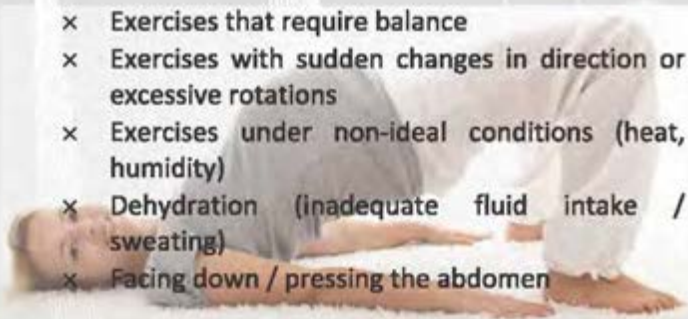 × Exercises that require balance
× Exercises with sudden changes in direction or
excessive rotations
× Exercises under non-ideal conditions (heat,
humidity)
× Dehydration (inadequate fluid intake /
sweating)
× Facing down / pressing the abdomen